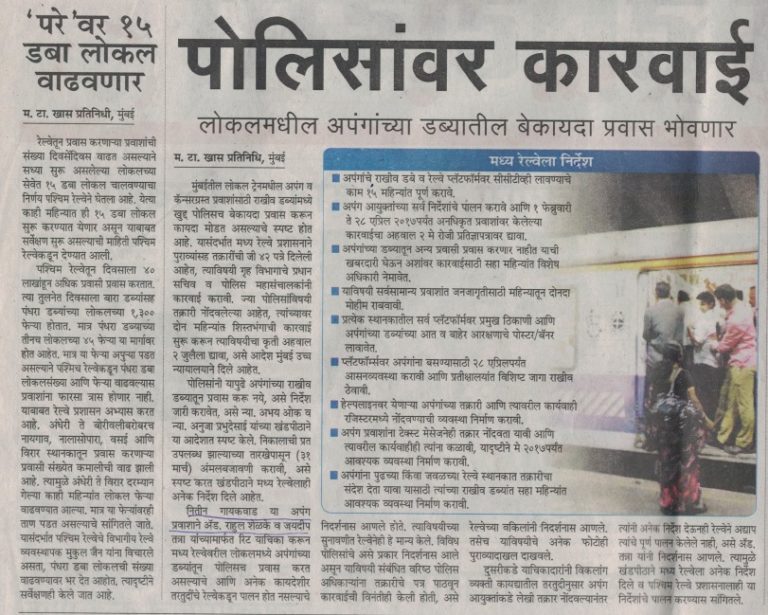 'परे'वर १५
डबा लोकल
वाढवणार
म. टा. खास प्रतिनिधी, मुंबई
रेल्वेतून प्रवास करणाऱ्या प्रवाशांची
संख्या दिवसेंदिवस वाढत असल्याने
सध्या सुरू असलेल्या लोकलच्या
सेवेत १५ डबा लोकल चालवण्याचा
निर्णय पश्चिम रेल्वेने घेतला आहे. येत्या
काही महिन्यांत ही १५ डबा लोकल
सुरू करण्यात येणार असून याबाबत
सर्वेक्षण सुरू असल्याची माहिती पश्चिम
रेल्वेकडून देण्यात आली.
पश्चिम रेल्वेतून दिवसाला ४०
लाखांहून अधिक प्रवासी प्रवास करतात.
त्या तुलनेत दिवसाला बारा डब्यांसह
पंधरा डब्यांच्या लोकलच्या १,३००
फेऱ्या होतात. मात्र पंधरा डब्यांच्या
तीनच लोकलच्या ४५ फेऱ्या या मार्गावर
होत आहेत. मात्र या फेऱ्या अपुऱ्या पडत
असल्याने पश्चिम रेल्वेकडून पंधरा डबा
लोकलसंख्या आणि फेऱ्या वाढवल्यास
प्रवाशांना फारसा त्रास होणार नाही.
याबाबत रेल्वे प्रशासन अभ्यास करत
आहे. अंधेरी ते बोरीवलीबरोबरच
नायगाव, नालासोपारा, वसई आणि
विरार स्थानकातून प्रवास करणाऱ्या
प्रवासी संख्येत कमालीची वाढ झाली
आहे. त्यामुळे अंधेरी ते विरार दरम्यान
गेल्या काही महिन्यांत लोकल फेऱ्या
वाढवण्यात आल्या. मात्र या फेऱ्यांवरही
ताण पडत असल्याचे सांगितले जाते.
यासंदर्भात पश्चिम रेल्वेचे विभागीय रेल्वे
व्यवस्थापक मुकुल जैन यांना विचारले
असता, पंधरा डबा लोकलची संख्या
वाढवण्यावर भर देत आहोत, त्यादृष्टीने
सर्वेक्षणही केले जात आहे.
पोलिसांवर कारवाई
लोकलमधील अपंगांच्या डब्यातील बेकायदा प्रवास भोवणार
म. टा. खास प्रतिनिधी, मुंबई
मुंबईतील लोकल ट्रेनमधील अपंग व
कॅन्सरग्रस्त प्रवाशांसाठी राखीव डब्यांमध्ये
खुद्द पोलिसच बेकायदा प्रवास करून
कायदा मोडत असल्याचे स्पष्ट होत
आहे. यासंदर्भात मध्य रेल्वे प्रशासनाने
पुराव्यांसह तक्रारींची जी ४२ पत्रे दिलेली
आहेत, त्याविषयी गृह विभागाचे प्रधान
सचिव व पोलिस महासंचालकांनी
कारवाई करावी. ज्या पोलिसांविषयी
तक्रारी नोंदवलेल्या आहेत, त्यांच्यावर
दोन महिन्यांत शिस्तभंगाची कारवाई
सुरू करून त्याविषयीचा कृती अहवाल
२ जुलैला द्यावा, असे आदेश मुंबई उच्च
न्यायालयाने दिले आहेत.
पोलिसांनी यापुढे अपंगांच्या राखीव
डब्यातून प्रवास करू नये, असे निर्देश
जारी करावेत, असे न्या. अभय ओक व
न्या. अनुजा प्रभुदेसाई यांच्या खंडपीठाने
या आदेशात स्पष्ट केले. निकालाची प्रत
उपलब्ध झाल्याच्या तारखेपासून (३१
मार्च) अंमलबजावणी करावी, असे
स्पष्ट करत खंडपीठाने मध्य रेल्वेलाही
अनेक निर्देश दिले आहेत.
नितीन गायकवाड या अपंग
प्रवाशाने अ‍ॅड. राहुल शेळके व जयदीप
तन्ना यांच्यामार्फत रिट याचिका करून
मध्य रेल्वेवरील लोकलमध्ये अपंगांच्या
डब्यांतून पोलिसच प्रवास करत
असल्याचे आणि अनेक कायदेशीर
तरतुदींचे रेल्वेकडून पालन होत नसल्याचे
मध्य रेल्वेला निर्देश
■ अपंगांचे राखीव डबे व रेल्वे प्लॅटफॉर्मवर सीसीटीव्ही लावण्याचे
काम १५ महिन्यांत पूर्ण करावे.
■ अपंग आयुक्तांच्या सर्व निर्देशांचे पालन करावे आणि १ फेब्रुवारी
ते २८ एप्रिल २०१७पर्यंत अनधिकृत प्रवाशांवर केलेल्या
कारवाईचा अहवाल २ मे रोजी प्रतिज्ञापत्रावर द्यावा.
■ अपंगांच्या डब्यातून अन्य प्रवासी प्रवास करणार नाहीत याची
खबरदारी घेऊन अशांवर कारवाईसाठी सहा महिन्यांत विशेष
अधिकारी नेमावेत.
■ याविषयी सर्वसामान्य प्रवाशांत जनजागृतीसाठी महिन्यातून दोनदा
मोहीम राबवावी.
■ प्रत्येक स्थानकातील सर्व प्लॅटफॉर्मवर प्रमुख ठिकाणी आणि
अपंगांच्या डब्यांच्या आत व बाहेर आरक्षणाचे पोस्टर/बॅनर
लावावेत.
■ प्लॅटफॉर्म्सवर अपंगांना बसण्यासाठी २८ एप्रिलपर्यंत
आसनव्यवस्था करावी आणि प्रतीक्षालयांत विशिष्ट जागा राखीव
ठेवावी.
■ हेल्पलाइनवर येणाऱ्या अपंगांच्या तक्रारी आणि त्यावरील कार्यवाही
रजिस्टरमध्ये नोंदवण्याची व्यवस्था निर्माण करावी.
■ अपंग प्रवाशांना टेक्स्ट मेसेजनेही तक्रार नोंदवता यावी आणि
त्यावरील कार्यवाहीही त्यांना कळावी, यादृष्टीने मे २०१७पर्यंत
आवश्यक व्यवस्था निर्माण करावी.
■ अपंगांना पुढच्या किंवा जवळच्या रेल्वे स्थानकात तक्रारीचा
संदेश देता यावा यासाठी त्यांच्या राखीव डब्यांत सहा महिन्यांत
आवश्यक व्यवस्था करावी.
निदर्शनास आणले होते. त्याविषयीच्या
सुनावणीत रेल्वेनेही हे मान्य केले. विविध
पोलिसांचे असे प्रकार निदर्शनास आले
असून याविषयी संबंधित वरिष्ठ पोलिस
अधिकाऱ्यांना तक्रारीचे पत्र पाठवून
कारवाईची विनंतीही केली होती, असे
रेल्वेच्या वकिलांनी निदर्शनास आणले.
तसेच याविषयीचे अनेक फोटोही
पुराव्यादाखल दाखवले.
दुसरीकडे याचिकादारांनी विकलांग
व्यक्ती कायद्यातील तरतुदीनुसार अपंग
आयुक्तांकडे लेखी तक्रार नोंदवल्यानंतर
त्यांनी अनेक निर्देश देऊनही रेल्वेने अद्याप
त्यांचे पूर्ण पालन केलेले नाही, असे अ‍ॅड.
तन्ना यांनी निदर्शनास आणले. त्यामुळे
खंडपीठाने मध्य रेल्वेला अनेक निर्देश
दिले व पश्चिम रेल्वे प्रशासनालाही या
निर्देशांचे पालन करण्यास सांगितले.